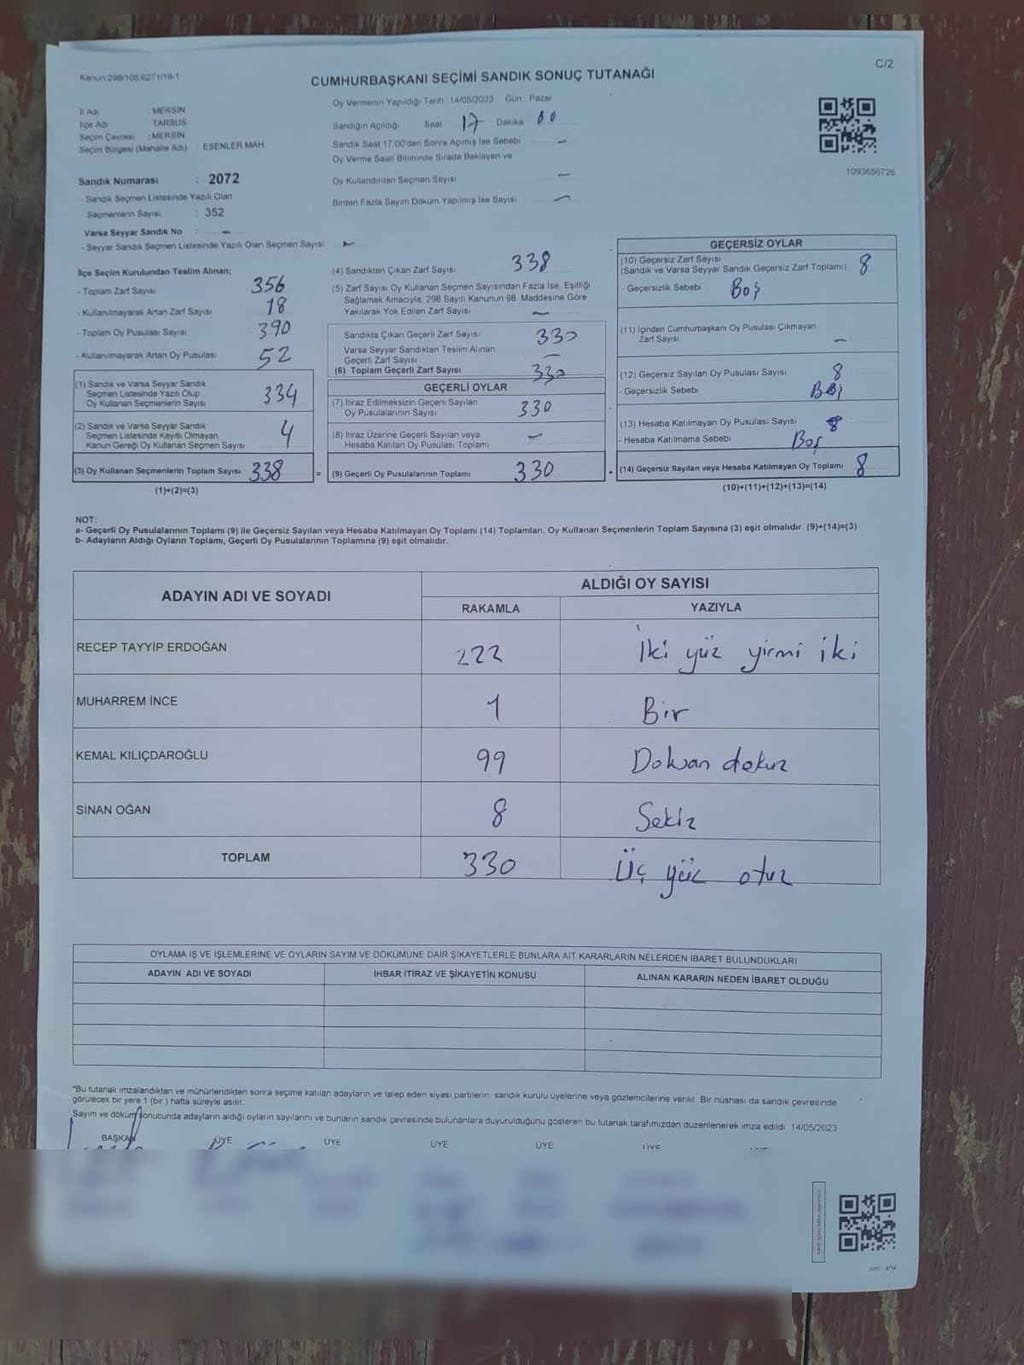 Kanun:298/105,6271/19-1
C/2
CUMHURBAŞKANI SEÇİMİ SANDIK SONUÇ TUTANAĞI
İl Adı MERSİN
İlçe Adı TARSUS
Seçim Çevresi : MERSİN
Seçim Bölgesi (Mahalle Adı) : ESENLER MAH.
Sandık Numarası : 2072
- Sandık Seçmen Listesinde Yazılı Olan
Seçmenlerin Sayısı : 352
Varsa Seyyar Sandık No : -
- Seyyar Sandık Seçmen Listesinde Yazılı Olan Seçmen Sayısı -
Oy Vermenin Yapıldığı Tarih: 14/05/2023 Gün: Pazar
Sandığın Açıldığı Saat 17 Dakika 00
Sandık Saat 17:00'den Sonra Açılmış İse Sebebi -
Oy Verme Saati Bitiminde Sırada Bekleyen ve
Oy Kullandırılan Seçmen Sayısı -
Birden Fazla Sayım Döküm Yapılmış İse Sayısı -
1093656725
İlçe Seçim Kurulundan Teslim Alınan;
- Toplam Zarf Sayısı 356
- Kullanılmayarak Artan Zarf Sayısı 18
- Toplam Oy Pusulası Sayısı 390
- Kullanılmayarak Artan Oy Pusulası 52
(1) Sandık ve Varsa Seyyar Sandık
Seçmen Listesinde Yazılı Olup
Oy Kullanan Seçmenlerin Sayısı 334
(2) Sandık ve Varsa Seyyar Sandık
Seçmen Listesinde Kayıtlı Olmayan
Kanun Gereği Oy Kullanan Seçmen Sayısı 4
(3) Oy Kullanan Seçmenlerin Toplam Sayısı 338
(1)+(2)=(3)
(4) Sandıktan Çıkan Zarf Sayısı 338
(5) Zarf Sayısı Oy Kullanan Seçmen Sayısından Fazla İse, Eşitliği
Sağlamak Amacıyla, 298 Sayılı Kanunun 98. Maddesine Göre
Yakılarak Yok Edilen Zarf Sayısı -
Sandıkta Çıkan Geçerli Zarf Sayısı 330
Varsa Seyyar Sandıktan Teslim Alınan
Geçerli Zarf Sayısı -
(6) Toplam Geçerli Zarf Sayısı 330
GEÇERLİ OYLAR
(7) İtiraz Edilmeksizin Geçerli Sayılan
Oy Pusulalarının Sayısı 330
(8) İtiraz Üzerine Geçerli Sayılan veya
Hesaba Katılan Oy Pusulası Toplamı -
= (9) Geçerli Oy Pusulalarının Toplamı 330
GEÇERSİZ OYLAR
(10) Geçersiz Zarf Sayısı
(Sandık ve Varsa Seyyar Sandık Geçersiz Zarf Toplamı) 8
- Geçersizlik Sebebi Boş
(11) İçinden Cumhurbaşkanı Oy Pusulası Çıkmayan
Zarf Sayısı -
(12) Geçersiz Sayılan Oy Pusulası Sayısı 8
- Geçersizlik Sebebi Boş
(13) Hesaba Katılmayan Oy Pusulası Sayısı 8
- Hesaba Katılmama Sebebi Boş
+ (14) Geçersiz Sayılan veya Hesaba Katılmayan Oy Toplamı 8
(10)+(11)+(12)+(13)=(14)
NOT:
a- Geçerli Oy Pusulalarının Toplamı (9) ile Geçersiz Sayılan veya Hesaba Katılmayan Oy Toplamı (14) Toplamları, Oy Kullanan Seçmenlerin Toplam Sayısına (3) eşit olmalıdır. (9)+(14)=(3)
b- Adayların Aldığı Oyların Toplamı, Geçerli Oy Pusulalarının Toplamına (9) eşit olmalıdır.
ADAYIN ADI VE SOYADI ALDIĞI OY SAYISI
RAKAMLA YAZIYLA
RECEP TAYYİP ERDOĞAN 222 İki yüz yirmi iki
MUHARREM İNCE 1 Bir
KEMAL KILIÇDAROĞLU 99 Doksan dokuz
SİNAN OĞAN 8 Sekiz
TOPLAM 330 Üç yüz otuz
OYLAMA İŞ VE İŞLEMLERİNE VE OYLARIN SAYIM VE DÖKÜMÜNE DAİR ŞİKAYETLERLE BUNLARA AİT KARARLARIN NELERDEN İBARET BULUNDUKLARI
ADAYIN ADI VE SOYADI İHBAR İTİRAZ VE ŞİKAYETİN KONUSU ALINAN KARARIN NEDEN İBARET OLDUĞU
"Bu tutanak imzalandıktan ve mühürlendikten sonra seçime katılan adayların ve talep eden siyasi partilerin sandık kurulu üyelerine veya gözlemcilerine verilir. Bir nüshası da sandık çevresinde
görülecek bir yere 1 (bir) hafta süreyle asılır.
Sayım ve döküm sonucunda adayların aldığı oyların sayılarını ve bunların sandık çevresinde bulunanlara duyurulduğunu gösteren bu tutanak tarafımızdan düzenlenerek imza edildi. 14/05/2023
BAŞKAN ÜYE ÜYE ÜYE ÜYE ÜYE